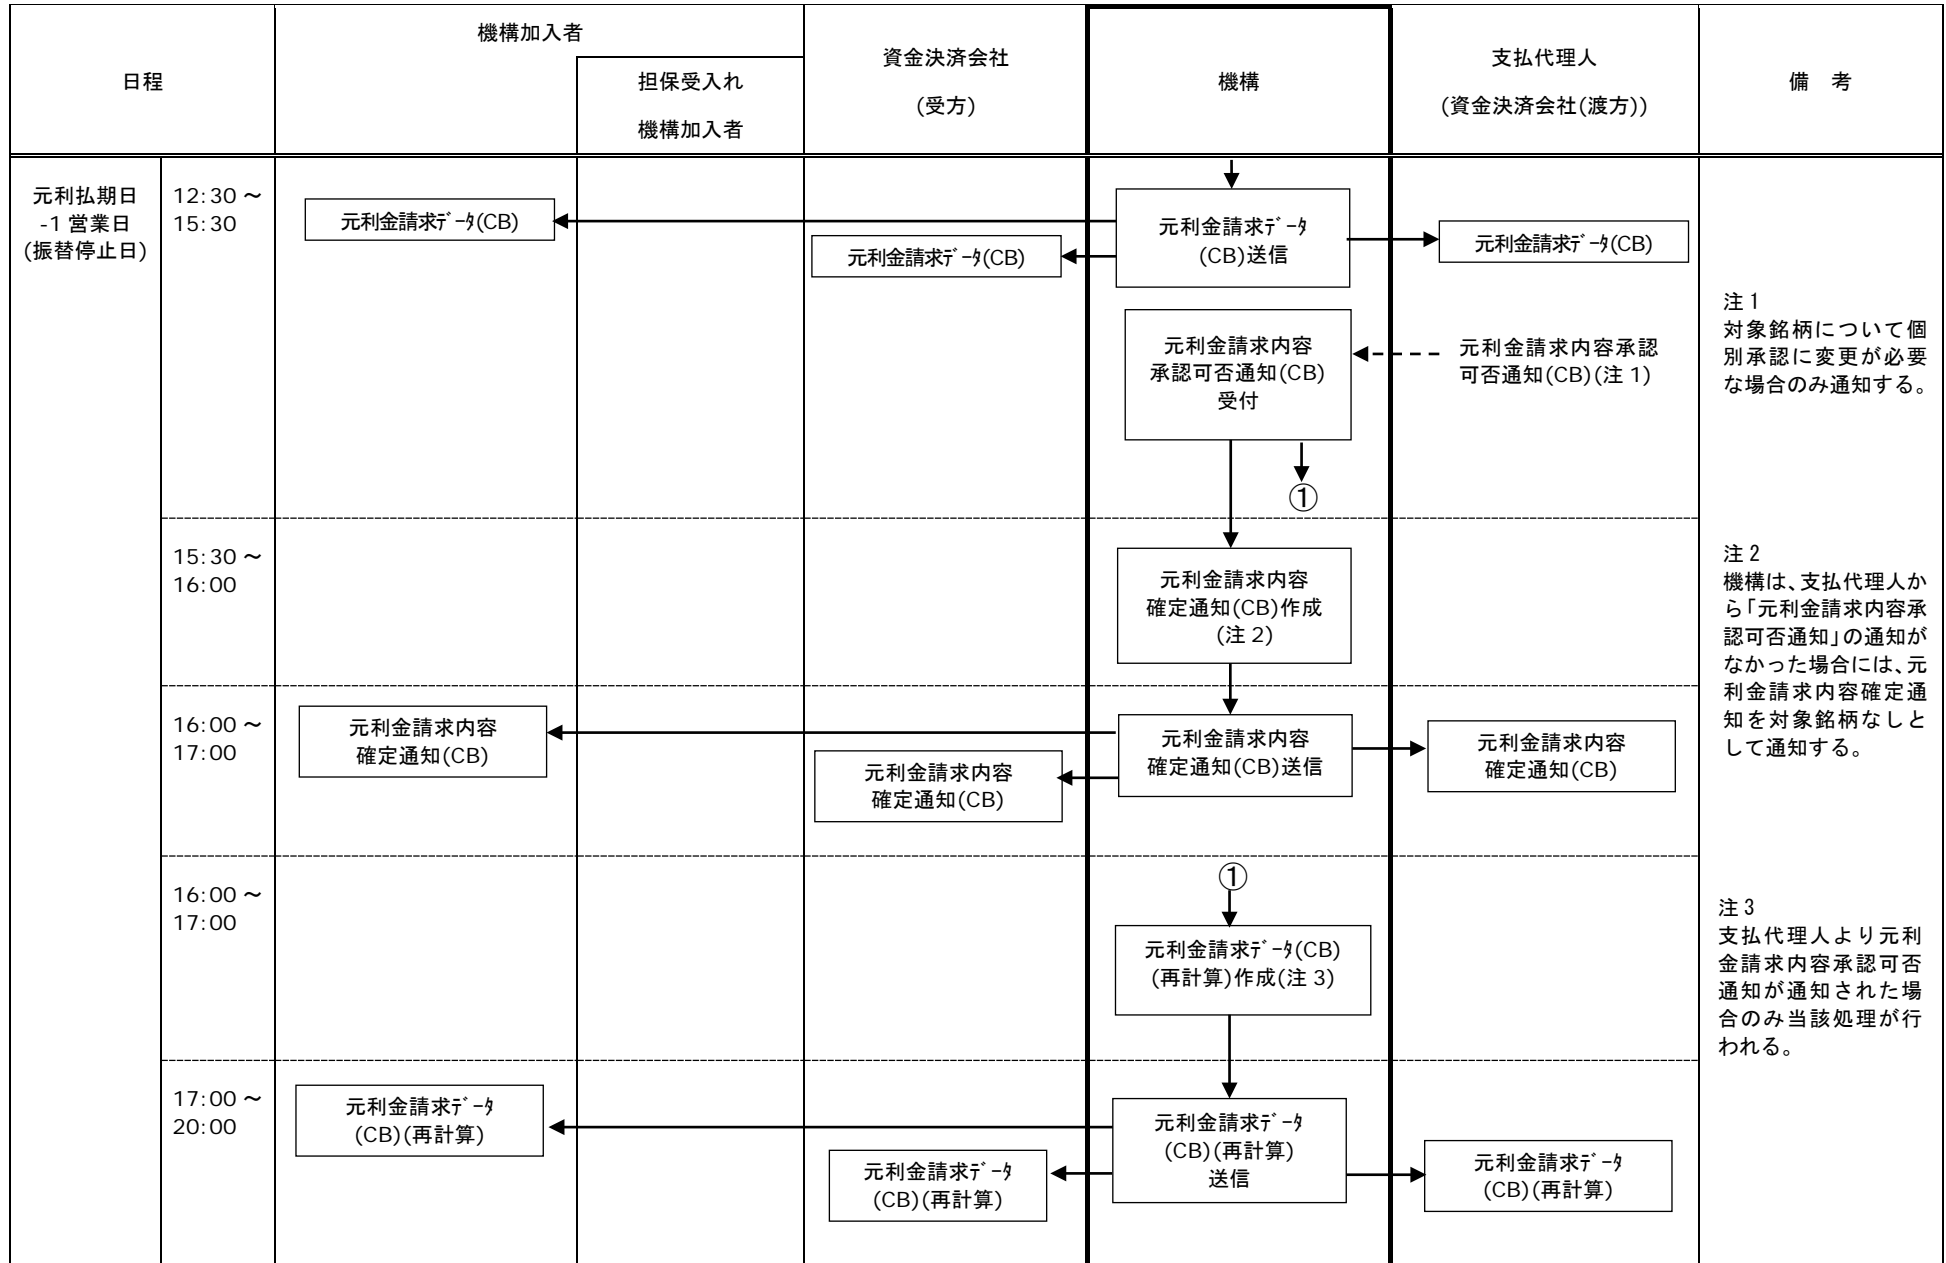 日程
機構加入者
担保受入れ
機構加入者
資金決済会社
(受方)
機構
支払代理人
(資金決済会社(渡方))
備　考
元利払期日
-1 営業日
(振替停止日)
12:30 ～
15:30
元利金請求ﾃﾞｰﾀ(CB)
元利金請求ﾃﾞｰﾀ(CB)
元利金請求ﾃﾞｰﾀ
(CB)送信
元利金請求ﾃﾞｰﾀ(CB)
元利金請求内容
承認可否通知(CB)
受付
元利金請求内容承認
可否通知(CB)(注 1)
①
注 1
対象銘柄について個
別承認に変更が必要
な場合のみ通知する。
15:30 ～
16:00
元利金請求内容
確定通知(CB)作成
(注 2)
注 2
機構は、支払代理人か
ら「元利金請求内容承
認可否通知」の通知が
なかった場合には、元
利金請求内容確定通
知を対象銘柄なしと
して通知する。
16:00 ～
17:00
元利金請求内容
確定通知(CB)
元利金請求内容
確定通知(CB)
元利金請求内容
確定通知(CB)送信
元利金請求内容
確定通知(CB)
16:00 ～
17:00
①
元利金請求ﾃﾞｰﾀ(CB)
(再計算)作成(注 3)
注 3
支払代理人より元利
金請求内容承認可否
通知が通知された場
合のみ当該処理が行
われる。
17:00 ～
20:00
元利金請求ﾃﾞｰﾀ
(CB)(再計算)
元利金請求ﾃﾞｰﾀ
(CB)(再計算)
元利金請求ﾃﾞｰﾀ
(CB)(再計算)
送信
元利金請求ﾃﾞｰﾀ
(CB)(再計算)